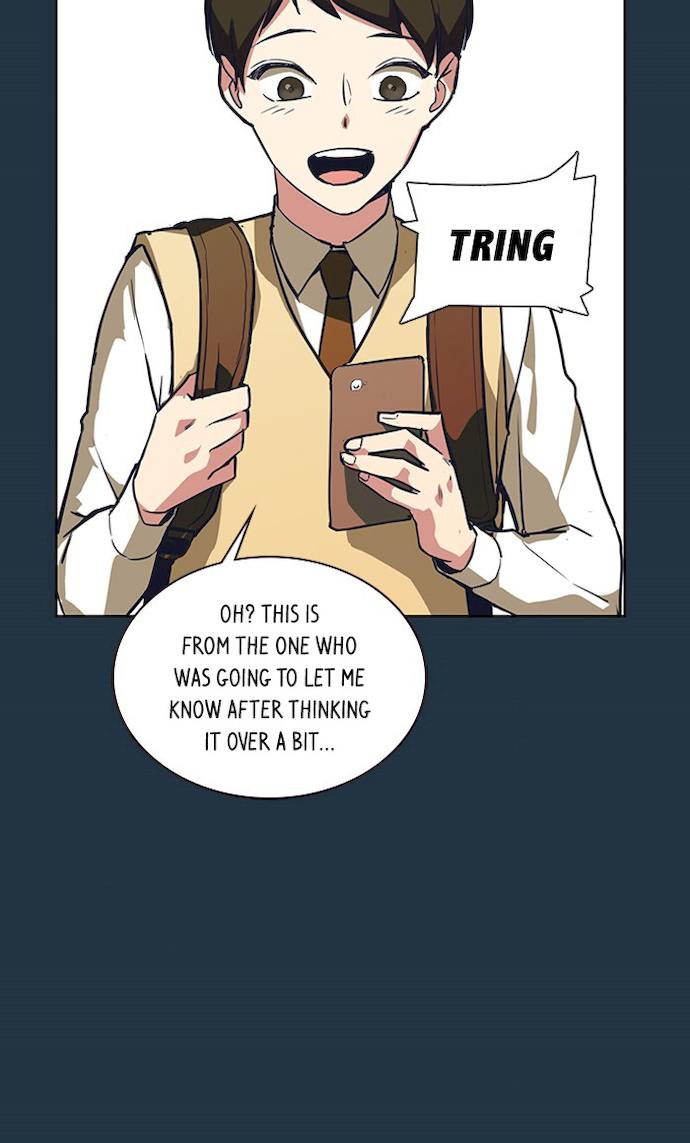 TRING
OH? THIS IS
FROM THE ONE WHO
WAS GOING TO LET ME
KNOW AFTER THINKING
IT OVER A BIT...